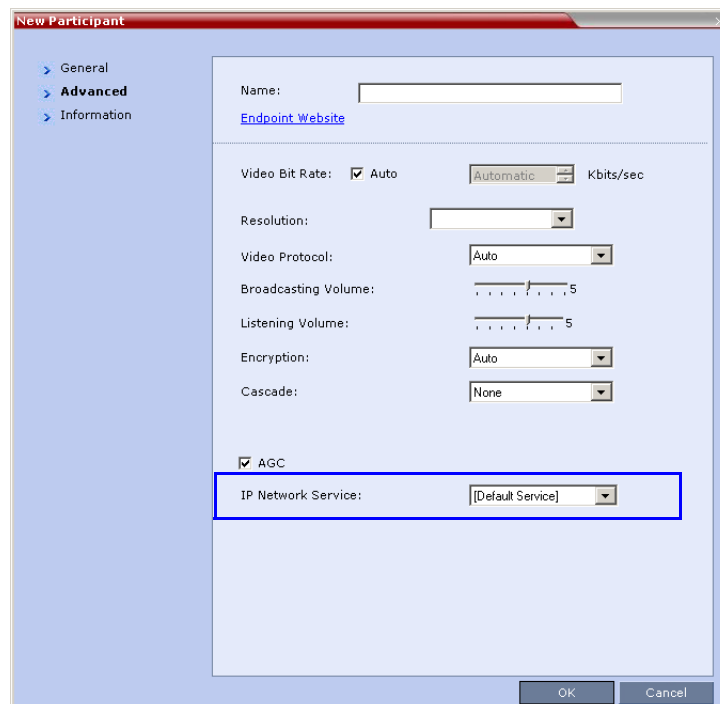 New Participant
General
Advanced
Information
Name:
Endpoint Website
Video Bit Rate: Auto Automatic Kbits/sec
Resolution:
Video Protocol: Auto
Broadcasting Volume: 5
Listening Volume: 5
Encryption: Auto
Cascade: None
AGC
IP Network Service: [Default Service]
OK Cancel